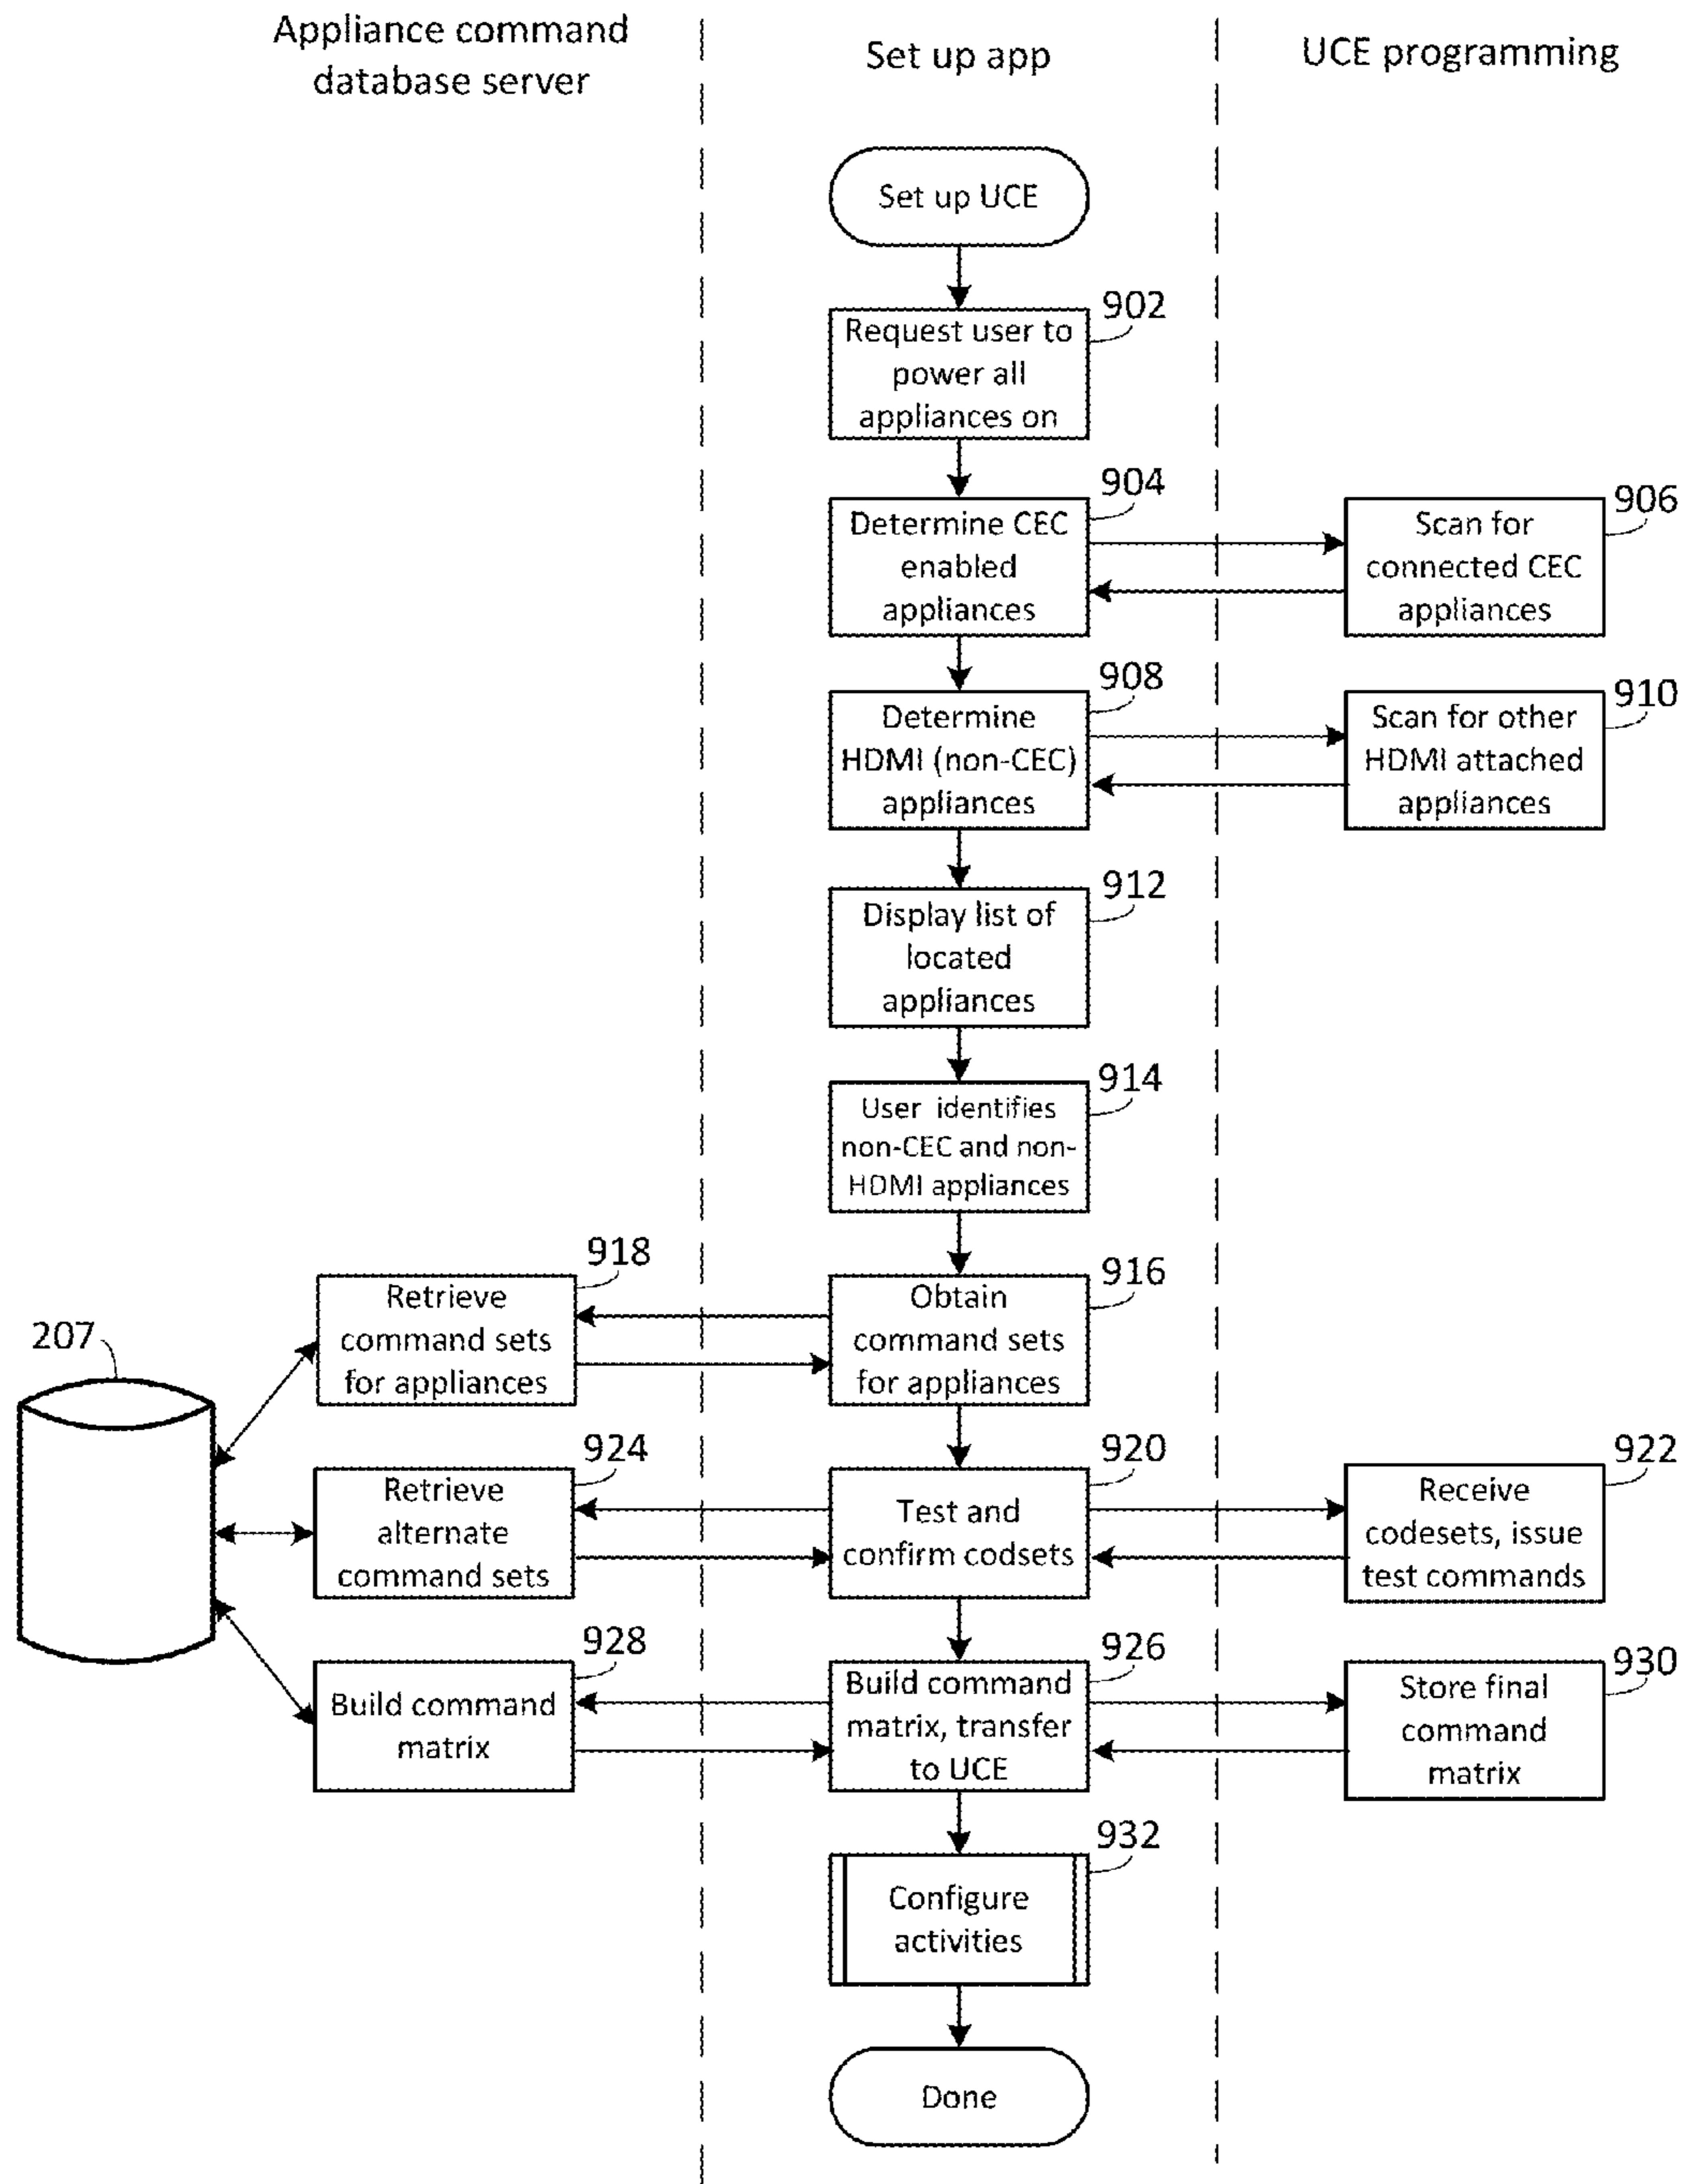 Appliance command
database server
Set up app
UCE programming
Set up UCE
902
Request user to
power all
appliances on
904
Determine CEC
enabled
appliances
906
Scan for
connected CEC
appliances
908
Determine
HDMI (non-CEC)
appliances
910
Scan for other
HDMI attached
appliances
912
Display list of
located
appliances
914
User identifies
non-CEC and non-
HDMI appliances
918
Retrieve
command sets
for appliances
916
Obtain
command sets
for appliances
207
924
Retrieve
alternate
command sets
920
Test and
confirm codsets
922
Receive
codesets, issue
test commands
928
Build command
matrix
926
Build command
matrix, transfer
to UCE
930
Store final
command
matrix
932
Configure
activities
Done